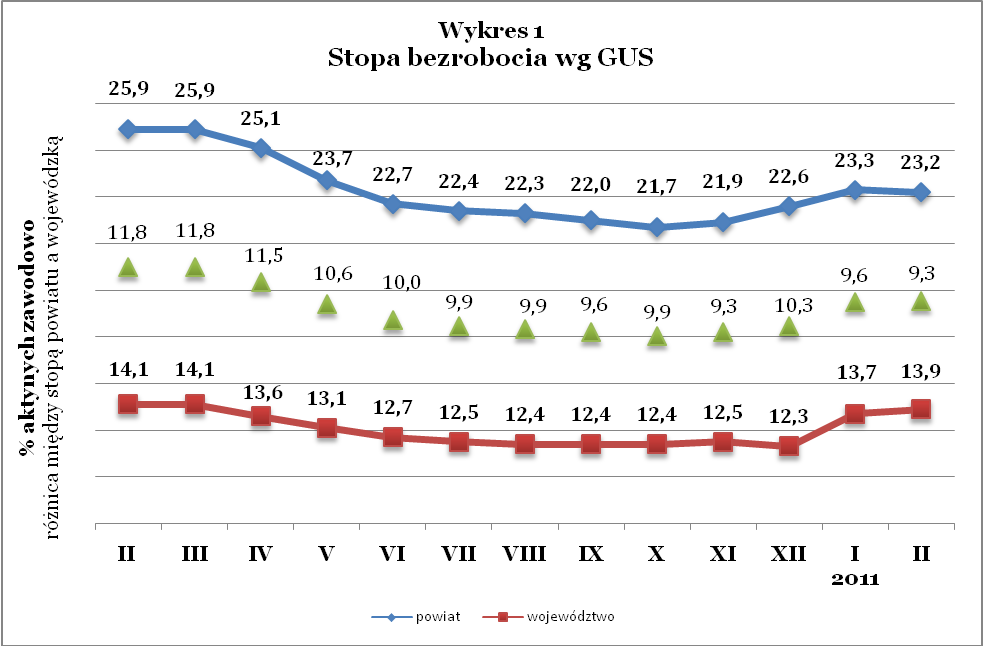 Wykres 1
Stopa bezrobocia wg GUS
% aktynych zawodowo
różnica między stopą powiatu a wojewódzką
25,9 25,9 25,1 23,7 22,7 22,4 22,3 22,0 21,7 21,9 22,6 23,3 23,2
11,8 11,8 11,5 10,6 10,0 9,9 9,9 9,6 9,9 9,3 10,3 9,6 9,3
14,1 14,1 13,6 13,1 12,7 12,5 12,4 12,4 12,4 12,5 12,3 13,7 13,9
II III IV V VI VII VIII IX X XI XII I II
2011
powiat województwo